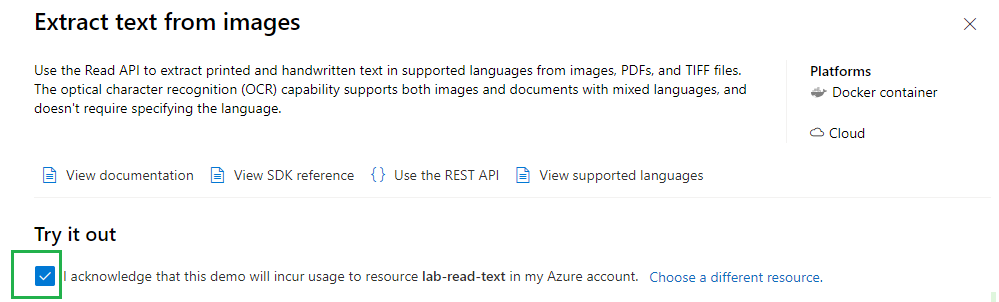 Extract text from images
Use the Read API to extract printed and handwritten text in supported languages from images, PDFs, and TIFF files.
The optical character recognition (OCR) capability supports both images and documents with mixed languages, and
doesn't require specifying the language.
Platforms
Docker container
Cloud
View documentation
View SDK reference
Use the REST API
View supported languages
Try it out
I acknowledge that this demo will incur usage to resource lab-read-text in my Azure account. Choose a different resource.